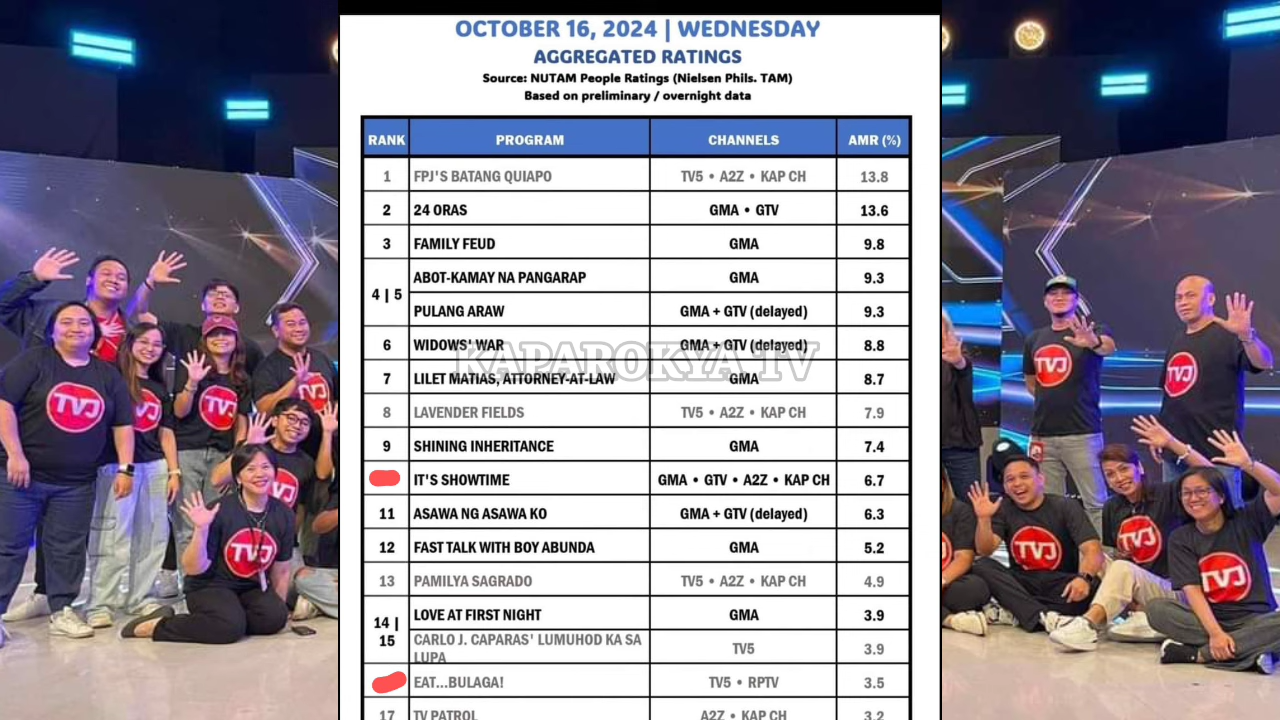 OCTOBER 16, 2024 | WEDNESDAY
AGGREGATED RATINGS
Source: NUTAM People Ratings (Nielsen Phils. TAM)
Based on preliminary / overnight data
RANK PROGRAM CHANNELS AMR (%)
1 FPJ'S BATANG QUIAPO TV5 • A2Z • KAP CH 13.8
2 24 ORAS GMA • GTV 13.6
3 FAMILY FEUD GMA 9.8
4 | 5 ABOT-KAMAY NA PANGARAP GMA 9.3
PULANG ARAW GMA + GTV (delayed) 9.3
6 WIDOWS' WAR GMA + GTV (delayed) 8.8
KAPAROKYA TV
7 LILET MATIAS, ATTORNEY-AT-LAW GMA 8.7
8 LAVENDER FIELDS TV5 • A2Z • KAP CH 7.9
9 SHINING INHERITANCE GMA 7.4
IT'S SHOWTIME GMA • GTV • A2Z • KAP CH 6.7
11 ASAWA NG ASAWA KO GMA + GTV (delayed) 6.3
12 FAST TALK WITH BOY ABUNDA GMA 5.2
13 PAMILYA SAGRADO TV5 • A2Z • KAP CH 4.9
14 | 15 LOVE AT FIRST NIGHT GMA 3.9
CARLO J. CAPARAS' LUMUHOD KA SA
LUPA TV5 3.9
EAT...BULAGA! TV5 • RPTV 3.5
17 TV PATROL A2Z • KAP CH 3.2
TVJ
TVJ
TVJ
TVJ
TVJ
TVJ
TVJ
TVJ
TVJ
TVJ
TVJ